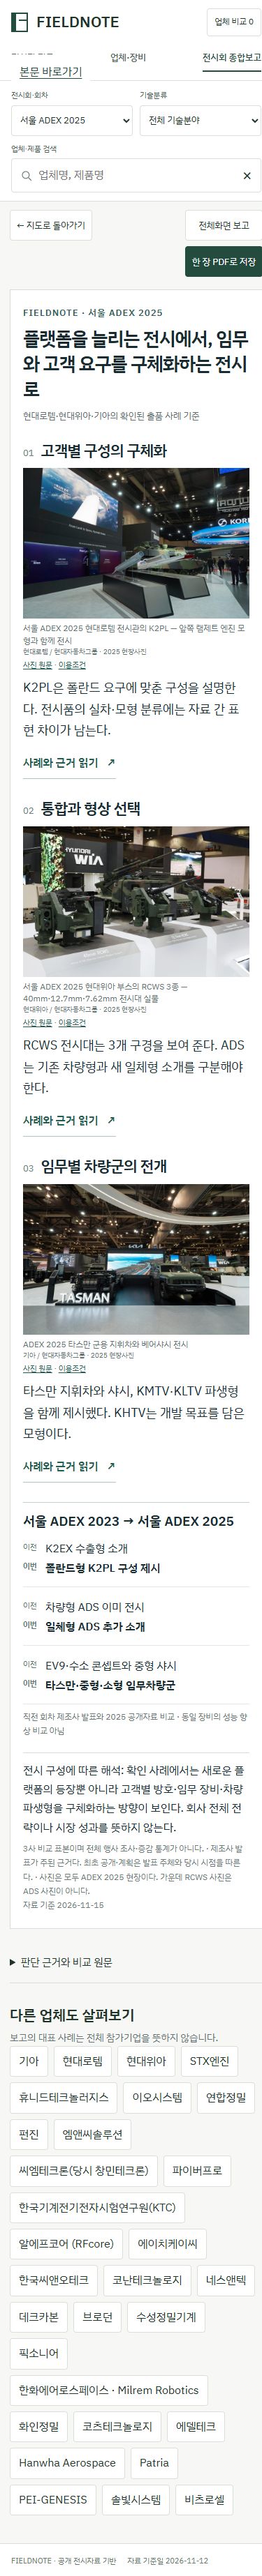 FIELDNOTE
업체 비교 0
본문 바로가기
업체·장비
전시회 종합보고
전시회·회차
기술분류
서울 ADEX 2025
전체 기술분야
업체·제품 검색
업체명, 제품명
← 지도로 돌아가기
전체화면 보고
한 장 PDF로 저장
FIELDNOTE · 서울 ADEX 2025
플랫폼을 늘리는 전시에서, 임무
와 고객 요구를 구체화하는 전시
로
현대로템·현대위아·기아의 확인된 출품 사례 기준
01 고객별 구성의 구체화
서울 ADEX 2025 현대로템 전시관의 K2PL — 앞쪽 램제트 엔진 모
형과 함께 전시
현대로템 / 현대자동차그룹 · 2025 현장사진
사진 원문 · 이용조건
K2PL은 폴란드 요구에 맞춘 구성을 설명한
다. 전시품의 실차·모형 분류에는 자료 간 표
현 차이가 남는다.
사례와 근거 읽기 ↗
02 통합과 형상 선택
HYUNDAI
WIA
서울 ADEX 2025 현대위아 부스의 RCWS 3종 —
40mm·12.7mm·7.62mm 전시대 실물
현대위아 / 현대자동차그룹 · 2025 현장사진
사진 원문 · 이용조건
RCWS 전시대는 3개 구경을 보여 준다. ADS
는 기존 차량형과 새 일체형 소개를 구분해야
한다.
사례와 근거 읽기 ↗
03 임무별 차량군의 전개
TASMAN
ADEX 2025 타스만 군용 지휘차와 베어샤시 전시
기아 / 현대자동차그룹 · 2025 현장사진
사진 원문 · 이용조건
타스만 지휘차와 샤시, KMTV·KLTV 파생형
을 함께 제시했다. KHTV는 개발 목표를 담은
모형이다.
사례와 근거 읽기 ↗
서울 ADEX 2023 → 서울 ADEX 2025
이전 K2EX 수출형 소개
이번 폴란드형 K2PL 구성 제시
이전 차량형 ADS 이미 전시
이번 일체형 ADS 추가 소개
이전 EV9·수소 콘셉트와 중형 샤시
이번 타스만·중형·소형 임무차량군
직전 회차 제조사 발표와 2025 공개자료 비교 · 동일 장비의 성능 향
상 비교 아님
전시 구성에 따른 해석: 확인 사례에서는 새로운 플
랫폼의 등장뿐 아니라 고객별 방호·임무 장비·차량
파생형을 구체화하는 방향이 보인다. 회사 전체 전
략이나 시장 성과를 뜻하지 않는다.
3사 비교 표본이며 전체 행사 조사·증감 통계가 아니다. · 제조사 발
표가 주된 근거다. 최초 공개·계획은 발표 주체와 당시 시점을 따른
다. · 사진은 모두 ADEX 2025 현장이다. 가운데 RCWS 사진은
ADS 사진이 아니다.
자료 기준 2026-11-15
▶ 판단 근거와 비교 원문
다른 업체도 살펴보기
보고의 대표 사례는 전체 참가기업을 뜻하지 않습니다.
기아 현대로템 현대위아 STX엔진
휴니드테크놀러지스 이오시스템 연합정밀
펀진 엠앤씨솔루션
씨엠테크론(당시 창민테크론) 파이버프로
한국기계전기전자시험연구원(KTC)
알에프코어 (RFcore) 에이치케이씨
한국씨앤오테크 코난테크놀로지 네스앤텍
데크카본 브로던 수성정밀기계
픽소니어
한화에어로스페이스 · Milrem Robotics
화인정밀 코츠테크놀로지 에델테크
Hanwha Aerospace Patria
PEI-GENESIS 솔빛시스템 비츠로셀
FIELDNOTE · 공개 전시자료 기반 자료 기준일 2026-11-12